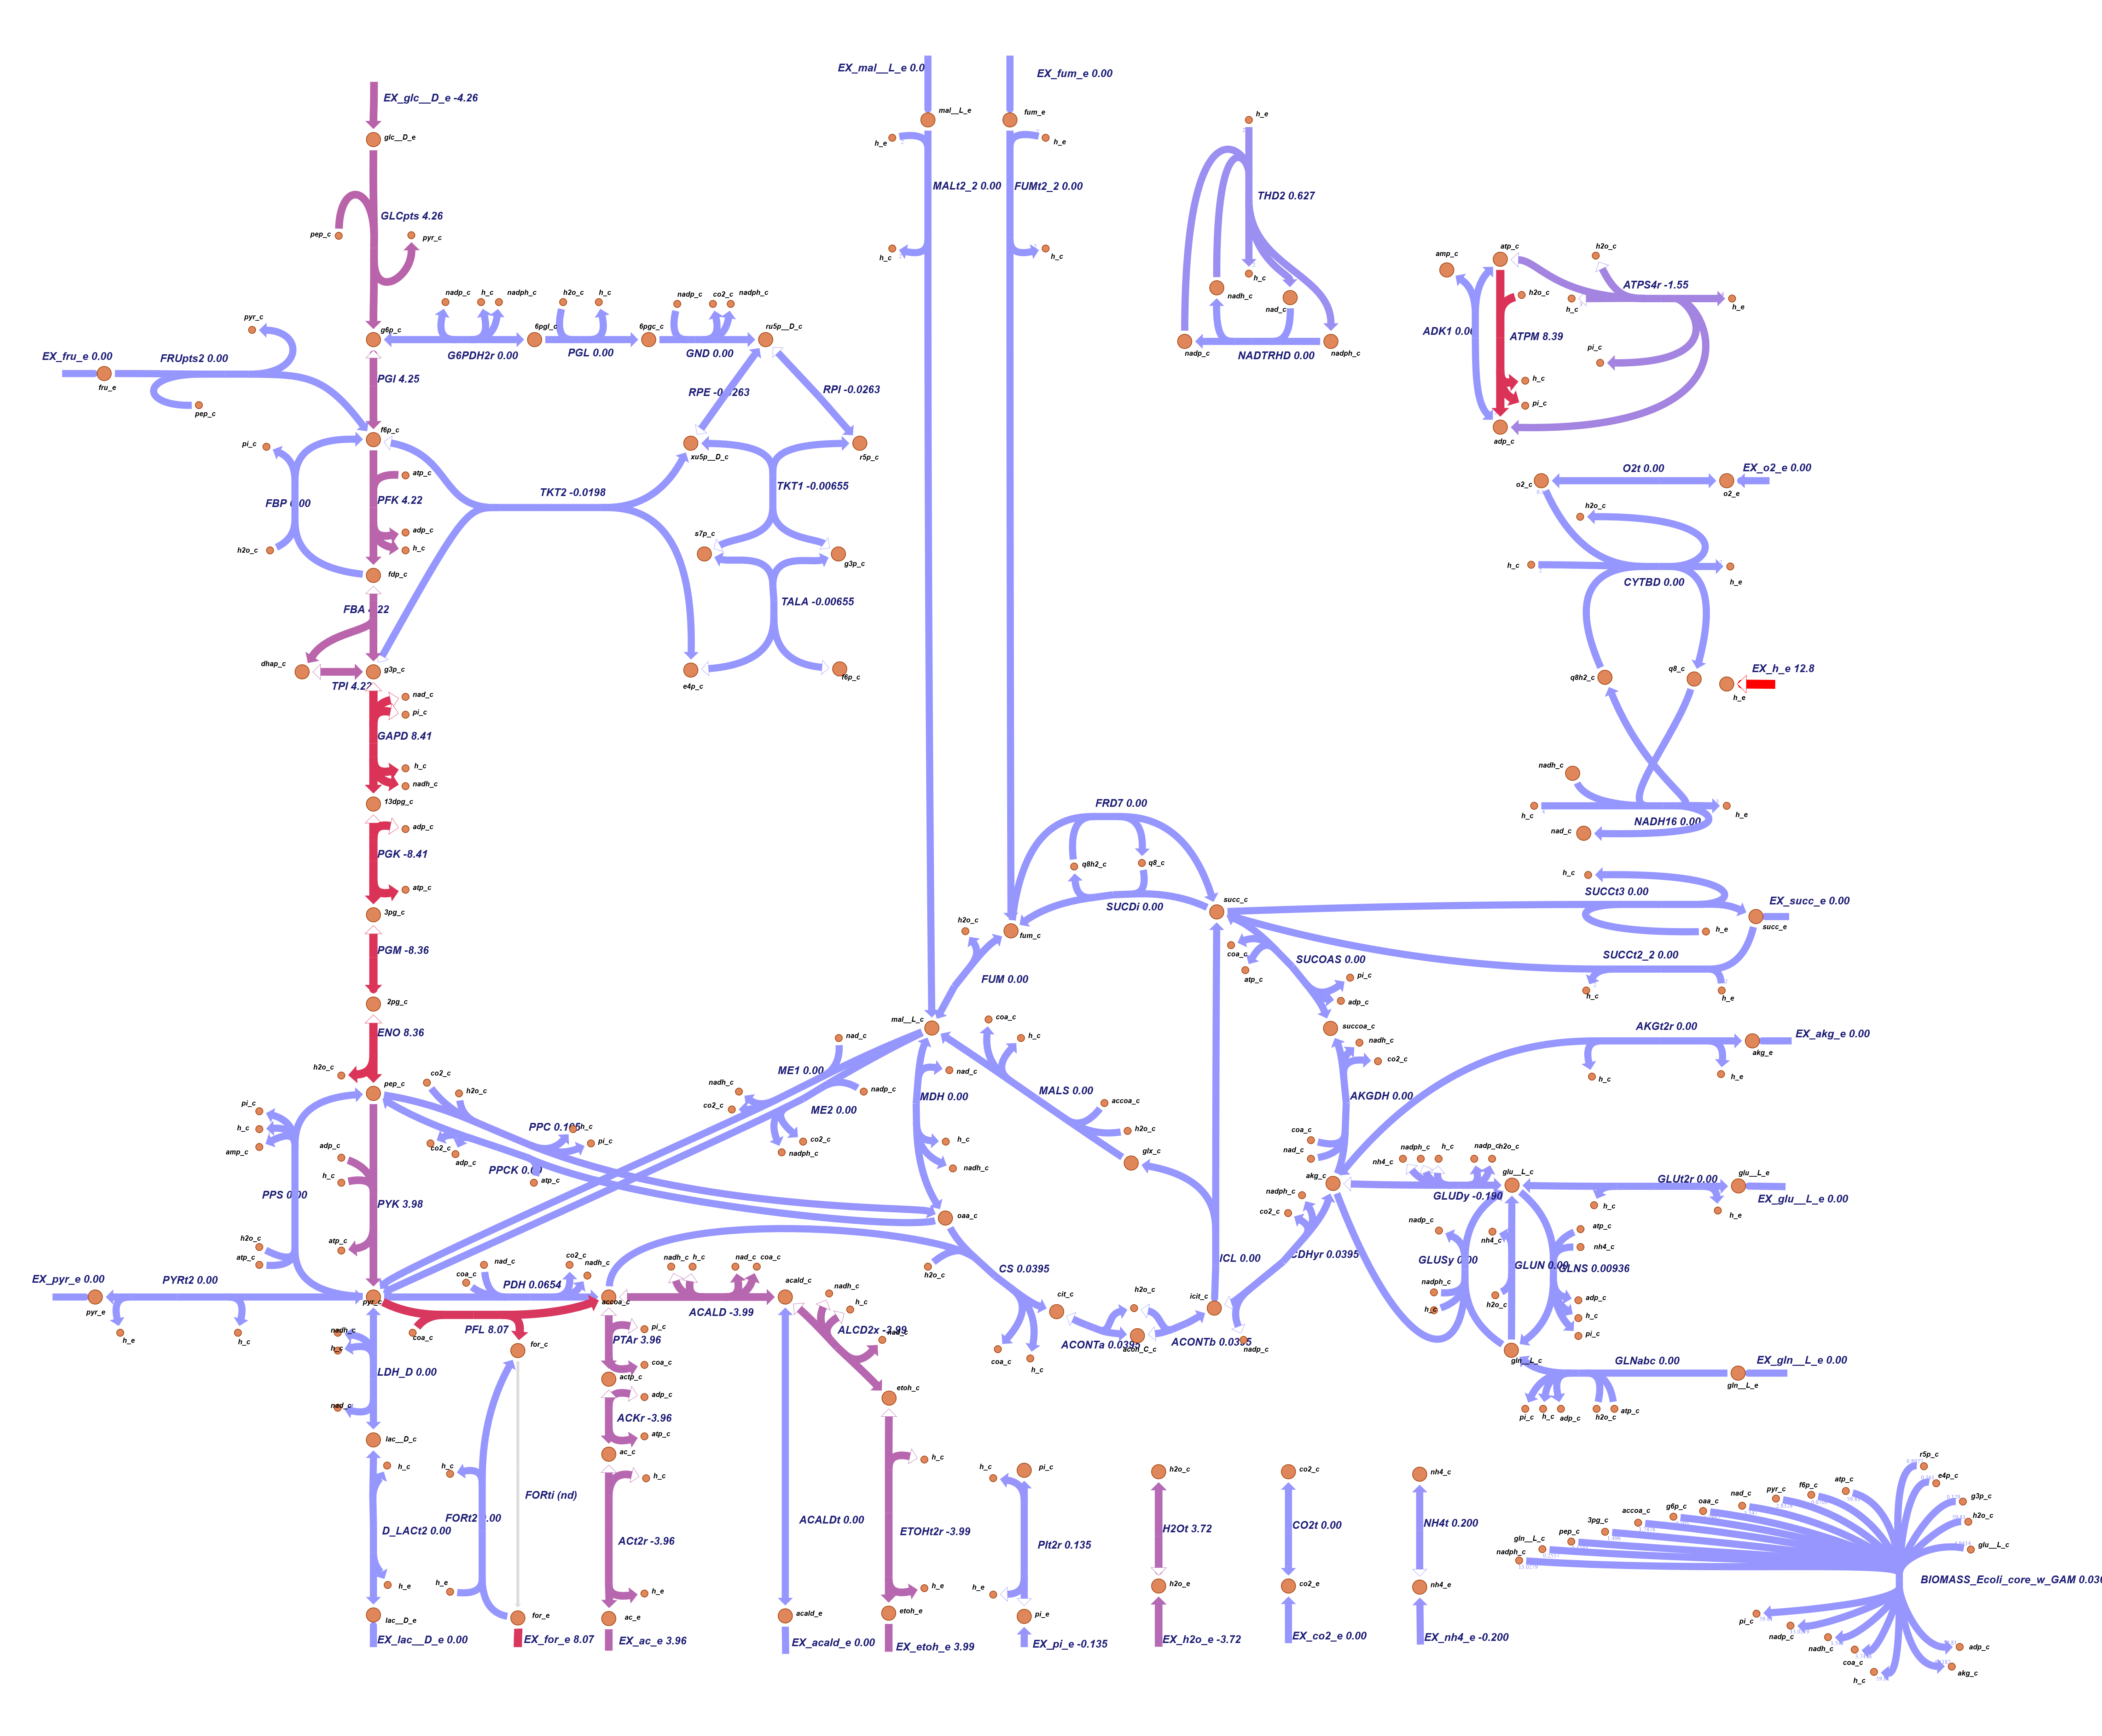 EX_mal__L_e 0.0
EX_fum_e 0.00
EX_glc__D_e -4.26
mal__L_e
fum_e
h_e
glc__D_e
h_e
h_e
THD2 0.627
MALt2_2 0.00
FUMt2_2 0.00
GLCpts 4.26
pep_c
pyr_c
h_c
h_c
h_c
nadh_c
nad_c
amp_c
atp_c
h2o_c
ATPS4r -1.55
h2o_c
h_c
h_e
nadp_c
h_c
nadph_c
h2o_c
h_c
nadp_c
co2_c
nadph_c
pyr_c
g6p_c
6pgl_c
6pgc_c
ru5p__D_c
ADK1 0.00
ATPM 8.39
EX_fru_e 0.00
FRUpts2 0.00
G6PDH2r 0.00
PGL 0.00
GND 0.00
nadp_c
NADTRHD 0.00
nadph_c
pi_c
fru_e
PGI 4.25
RPI -0.0263
h_c
pep_c
pi_c
f6p_c
adp_c
pi_c
xu5p__D_c
r5p_c
atp_c
O2t 0.00
EX_o2_e 0.00
TKT2 -0.0198
TKT1 -0.00655
o2_c
o2_e
PFK 4.22
h2o_c
adp_c
s7p_c
h2o_c
h_c
g3p_c
h_c
h_e
fdp_c
CYTBD 0.00
TALA -0.00655
dhap_c
g3p_c
TPI 4.22
e4p_c
f6p_c
q8h2_c
q8_c
EX_h_e 12.8
h_e
nad_c
pi_c
GAPD 8.41
h_c
nadh_c
nadh_c
13dpg_c
FRD7 0.00
h_c
h_e
adp_c
nad_c
NADH16 0.00
PGK -8.41
q8h2_c
q8_c
atp_c
h_c
SUCCt3 0.00
EX_succ_e 0.00
3pg_c
SUCDi 0.00
succ_c
h2o_c
fum_c
h_e
succ_e
PGM -8.36
FUM 0.00
coa_c
atp_c
SUCOAS 0.00
SUCCt2_2 0.00
pi_c
adp_c
h_c
h_e
2pg_c
mal__L_c
coa_c
h_c
succoa_c
AKGt2r 0.00
EX_akg_e 0.00
ENO 8.36
nad_c
nadh_c
co2_c
akg_e
h2o_c
pep_c
co2_c
h2o_c
ME1 0.00
nad_c
h_c
h_e
nadh_c
co2_c
nadp_c
MDH 0.00
MALS 0.00
accoa_c
AKGDH 0.00
pi_c
h_c
amp_c
ME2 0.00
h2o_c
coa_c
nad_c
h_c
pi_c
co2_c
adp_c
co2_c
nadph_c
h_c
nadh_c
glx_c
adp_c
h_c
atp_c
akg_c
nh4_c
nadph_c
h_c
nadp_c
h2o_c
glu__L_c
GLUt2r 0.00
glu__L_e
GLUDy -0.190
EX_glu__L_e 0.00
PPS 0.00
PYK 3.98
oaa_c
nadph_c
co2_c
h_c
h_e
h2o_c
atp_c
atp_c
nadp_c
nh4_c
atp_c
nh4_c
ICL 0.00
GLUSy 0.00
GLUN 0.00
GLNS 0.00936
EX_pyr_e 0.00
PYRt2 0.00
coa_c
nad_c
PDH 0.0654
co2_c
nadh_c
nadh_c
h_c
nad_c
coa_c
acald_c
nadh_c
h_c
h2o_c
CS 0.0395
cit_c
h2o_c
icit_c
nadph_c
h_c
h2o_c
adp_c
h_c
pi_c
pyr_e
pyr_c
accoa_c
ACALD -3.99
h_e
h_c
coa_c
PFL 8.07
PTAr 3.96
pi_c
ALCD2x -3.99
ACONTa 0.0395
acon_C_c
ACONTb 0.0395
nadp_c
nadh_c
h_c
for_c
coa_c
coa_c
h_c
gln__L_c
GLNabc 0.00
EX_gln__L_e 0.00
LDH_D 0.00
actp_c
gln__L_e
nad_c
adp_c
ACKr -3.96
atp_c
etoh_c
pi_c
h_c
adp_c
h2o_c
atp_c
lac__D_c
ac_c
h_c
h_c
h_c
h_c
h_c
pi_c
h2o_c
co2_c
nh4_c
r5p_c
e4p_c
FORti (nd)
g3p_c
h2o_c
D_LACt2 0.00
FORt2 0.00
ACt2r -3.96
ACALDt 0.00
ETOHt2r -3.99
PIt2r 0.135
H2Ot 3.72
CO2t 0.00
NH4t 0.200
nadph_c
gln__L_c
pep_c
3pg_c
accoa_c
g6p_c
oaa_c
nad_c
pyr_c
f6p_c
atp_c
glu__L_c
BIOMASS_Ecoli_core_w_GAM
h_e
h_e
h_e
h_e
h_e
h2o_e
co2_e
nh4_e
lac__D_e
for_e
ac_e
acald_e
etoh_e
pi_e
pi_c
nadp_c
nadh_c
coa_c
h_c
adp_c
akg_c
EX_lac__D_e 0.00
EX_for_e 8.07
EX_ac_e 3.96
EX_acald_e 0.00
EX_etoh_e 3.99
EX_pi_e -0.135
EX_h2o_e -3.72
EX_co2_e 0.00
EX_nh4_e -0.200